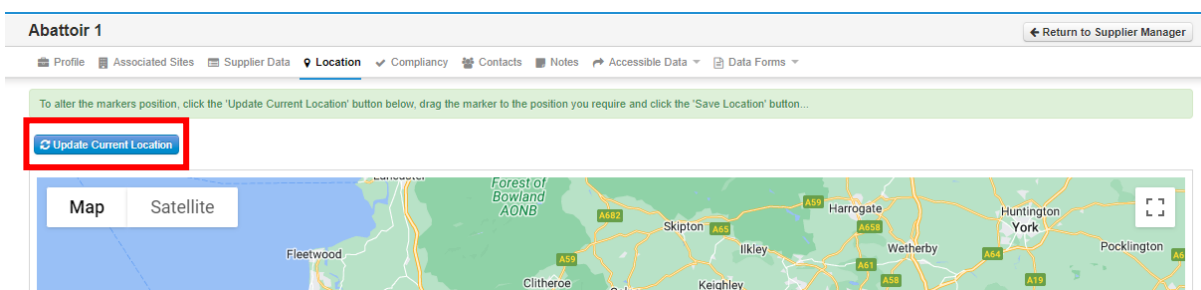 Abattoir 1
Return to Supplier Manager
Profile Associated Sites Supplier Data Location Compliancy Contacts Notes Accessible Data Data Forms
To alter the markers position, click the 'Update Current Location' button below, drag the marker to the position you require and click the 'Save Location' button...
Update Current Location
Map Satellite
Lancaster
Forest of
Bowland
AONB
A682
Skipton
A65
A59
Harrogate
A658
Huntington
York
Fleetwood
A59
Ilkley
Wetherby
A64
Pocklington
A61
Clitheroe
Keighley
A58
A19